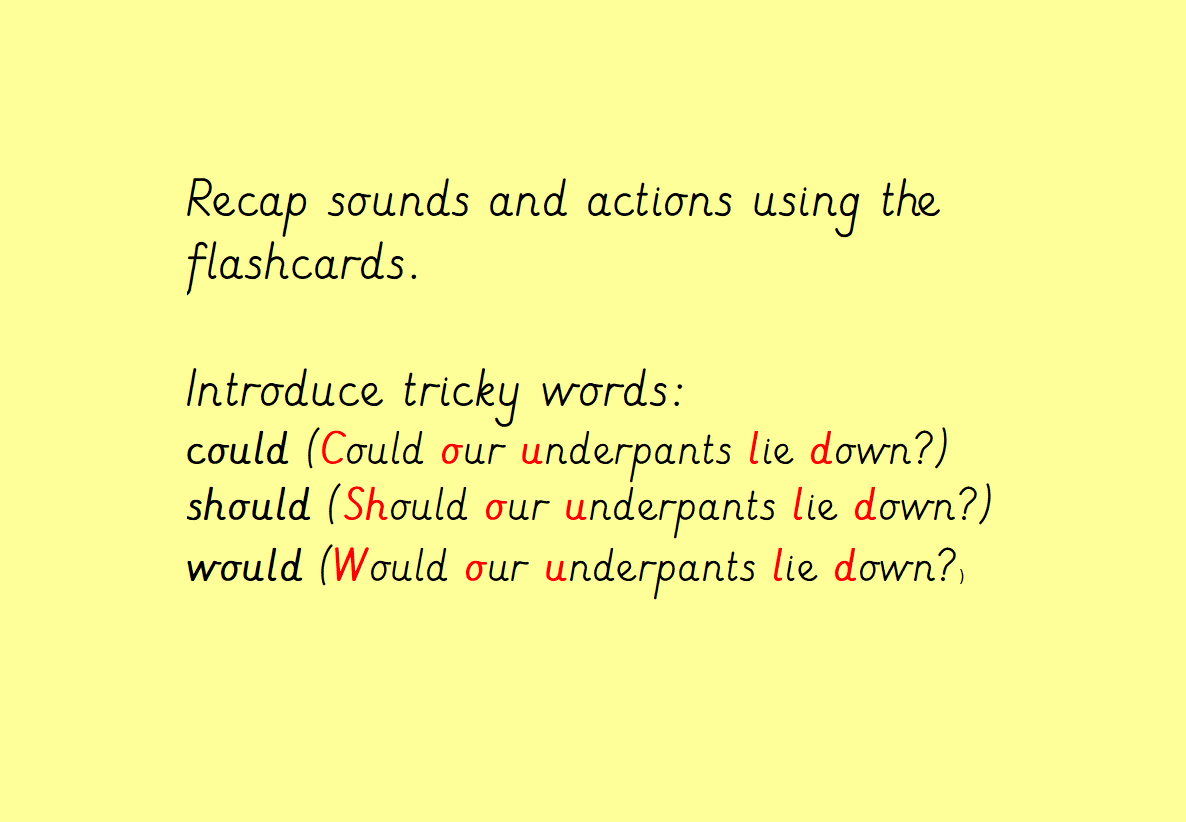 Recap sounds and actions using the
flashcards.
Introduce tricky words:
could (Could our underpants lie down?)
should (Should our underpants lie down?)
would (Would our underpants lie down?)